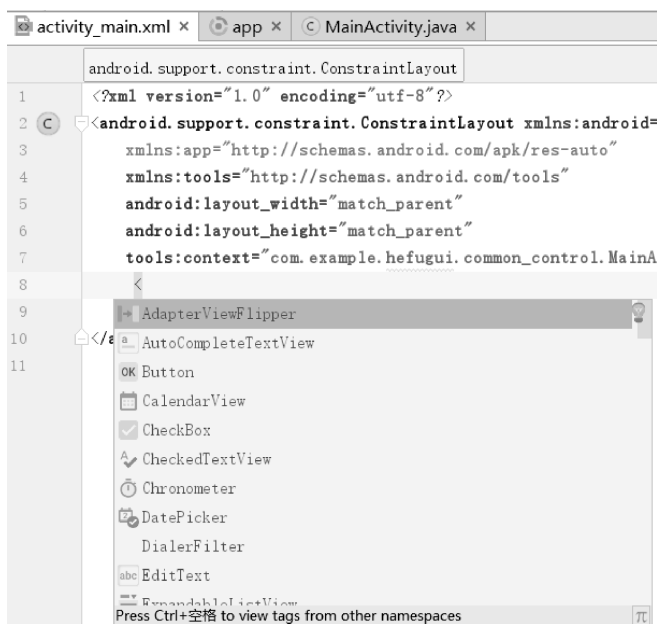 activity_main.xml × app × MainActivity.java ×
android.support.constraint.ConstraintLayout
1 <?xml version="1.0" encoding="utf-8"?>
2 C <android.support.constraint.ConstraintLayout xmlns:android=
3 xmlns:app="http://schemas.android.com/apk/res-auto"
4 xmlns:tools="http://schemas.android.com/tools"
5 android:layout_width="match_parent"
6 android:layout_height="match_parent"
7 tools:context="com.example.hefugui.common_control.MainA
8 <
9 AdapterViewFlipper
10 </a AutoCompleteTextView
11 OK Button
CalendarView
CheckBox
CheckedTextView
Chronometer
DatePicker
DialerFilter
abc EditText
ExpandableListView
Press Ctrl+空格 to view tags from other namespaces π